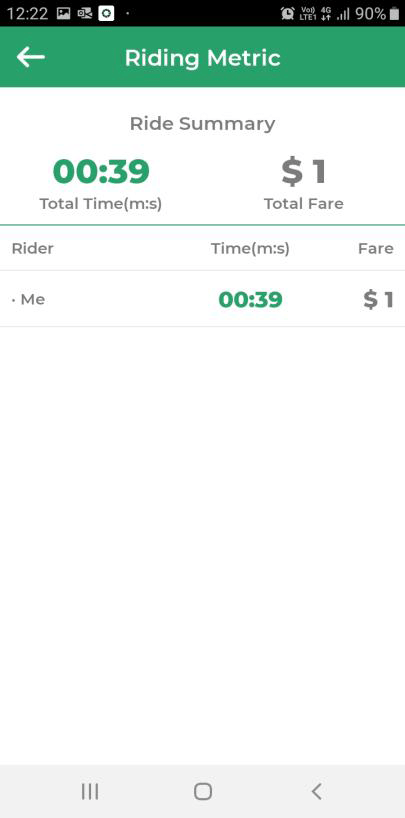 12:22 Vo)) LTE1 4G 90%
Riding Metric
Ride Summary
00:39 $ 1
Total Time(m:s) Total Fare
Rider Time(m:s) Fare
· Me 00:39 $ 1